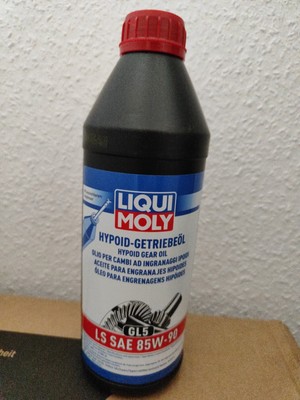 LIQUI
MOLY
HYPOID-GETRIEBEÖL
HYPOID GEAR OIL
OLIO PER CAMBI AD INGRANAGGI IPOIDI
ACEITE PARA ENGRANAJES HIPOIDES
ÓLEO PARA ENGRENAGENS HIPÓIDES
GL5
LS SAE 85W-90